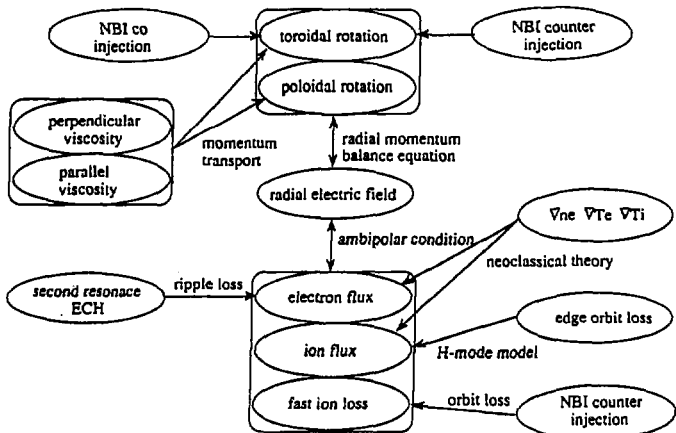 NBI co
injection
toroidal rotation
NBI counter
injection
poloidal rotation
perpendicular
viscosity
parallel
viscosity
momentum
transport
radial momentum
balance equation
radial electric field
∇ne ∇Te ∇Ti
ambipolar condition
neoclassical theory
second resonace
ECH
ripple loss
electron flux
edge orbit loss
ion flux
H-mode model
fast ion loss
orbit loss
NBI counter
injection